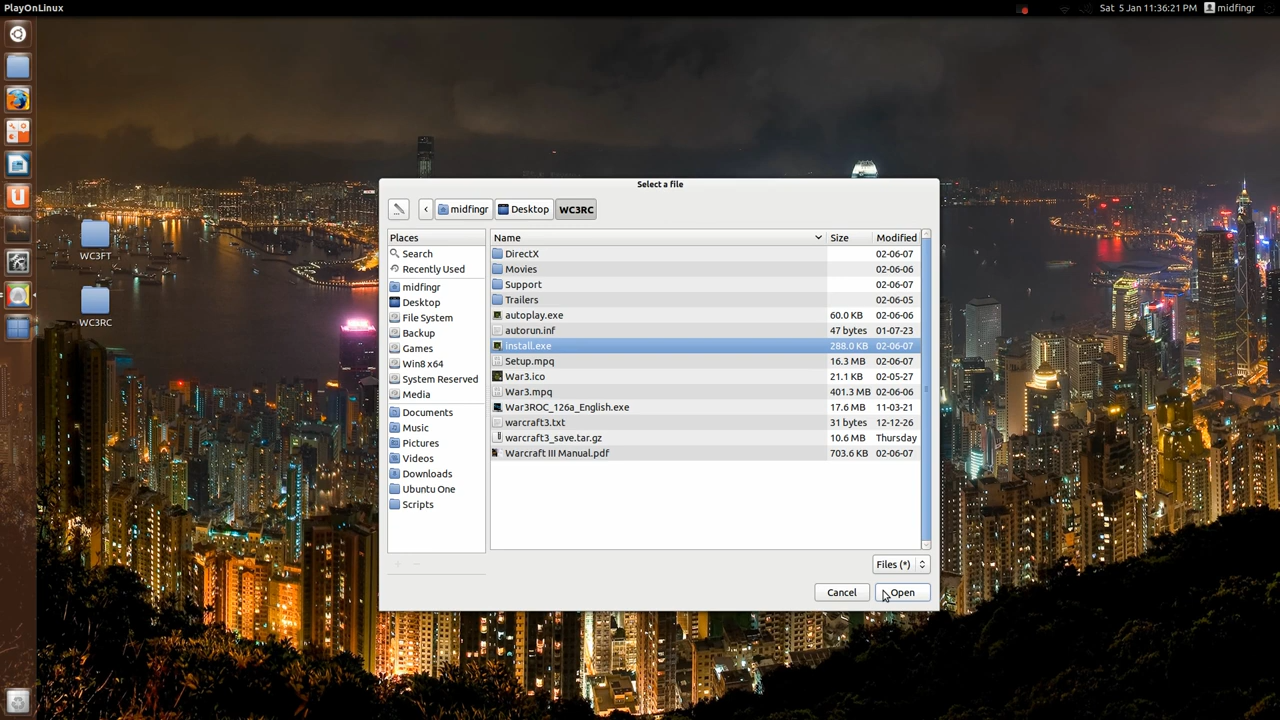 PlayOnLinux
Sat 5 Jan 11:36:21 PM midfingr
WC3FT
WC3RC
Select a file
midfingr Desktop WC3RC
Places
Search
Recently Used
midfingr
Desktop
File System
Backup
Games
Win8 x64
System Reserved
Media
Documents
Music
Pictures
Videos
Downloads
Ubuntu One
Scripts
Name Size Modified
DirectX 02-06-07
Movies 02-06-06
Support 02-06-07
Trailers 02-06-05
autoplay.exe 60.0 KB 02-06-06
autorun.inf 47 bytes 01-07-23
install.exe 288.0 KB 02-06-07
Setup.mpq 16.3 MB 02-06-07
War3.ico 21.1 KB 02-05-27
War3.mpq 401.3 MB 02-06-06
War3ROC_126a_English.exe 17.6 MB 11-03-21
warcraft3.txt 31 bytes 12-12-26
warcraft3_save.tar.gz 10.6 MB Thursday
Warcraft III Manual.pdf 703.6 KB 02-06-07
Files (*)
Cancel Open